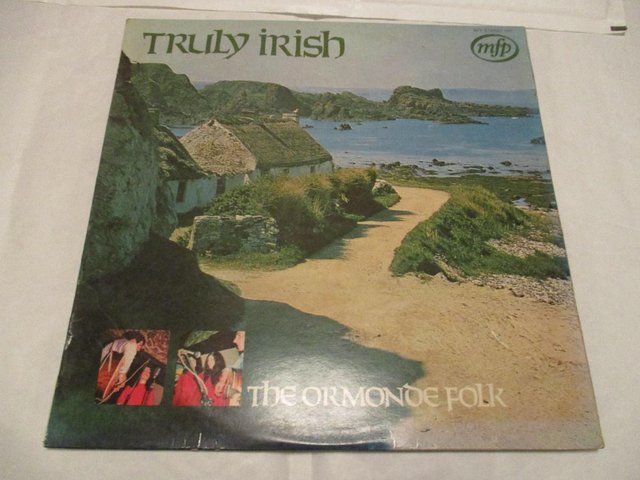 TRULY IRISH
mfp
THE ORMONDE FOLK